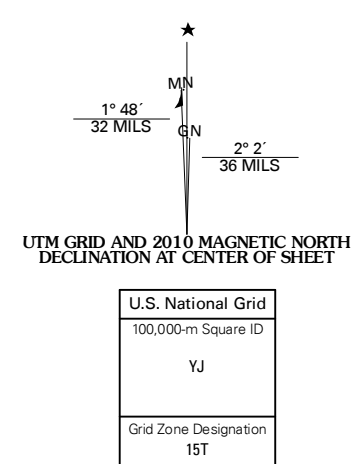 MN
1° 48´
32 MILS
GN
2° 2´
36 MILS
UTM GRID AND 2010 MAGNETIC NORTH
DECLINATION AT CENTER OF SHEET
U.S. National Grid
100,000-m Square ID
YJ
Grid Zone Designation
15T